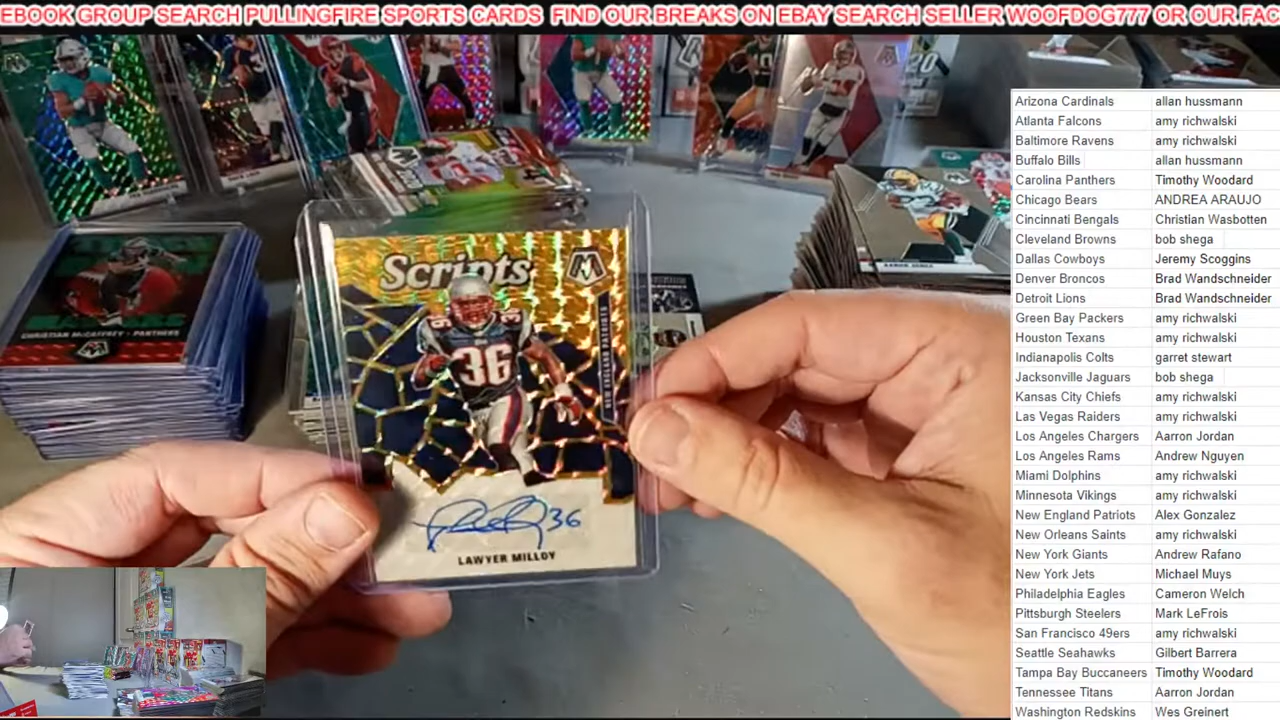 EBOOK GROUP SEARCH PULLINGFIRE SPORTS CARDS FIND OUR BREAKS ON EBAY SEARCH SELLER WOOFDOG777 OR OUR FAC
Arizona Cardinals allan hussmann
Atlanta Falcons amy richwalski
Baltimore Ravens amy richwalski
Buffalo Bills allan hussmann
Carolina Panthers Timothy Woodard
Chicago Bears ANDREA ARAUJO
Cincinnati Bengals Christian Wasbotten
Cleveland Browns bob shega
Dallas Cowboys Jeremy Scoggins
Denver Broncos Brad Wandschneider
Detroit Lions Brad Wandschneider
Green Bay Packers amy richwalski
Houston Texans amy richwalski
Indianapolis Colts garret stewart
Jacksonville Jaguars bob shega
Kansas City Chiefs amy richwalski
Las Vegas Raiders amy richwalski
Los Angeles Chargers Aarron Jordan
Los Angeles Rams Andrew Nguyen
Miami Dolphins amy richwalski
Minnesota Vikings amy richwalski
New England Patriots Alex Gonzalez
New Orleans Saints amy richwalski
New York Giants Andrew Rafano
New York Jets Michael Muys
Philadelphia Eagles Cameron Welch
Pittsburgh Steelers Mark LeFrois
San Francisco 49ers amy richwalski
Seattle Seahawks Gilbert Barrera
Tampa Bay Buccaneers Timothy Woodard
Tennessee Titans Aarron Jordan
Washington Redskins Wes Greinert
Scripts
M
NEW ENGLAND PATRIOTS
36
36
LAWYER MILLOY
CHRISTIAN McCAFFREY - PANTHERS